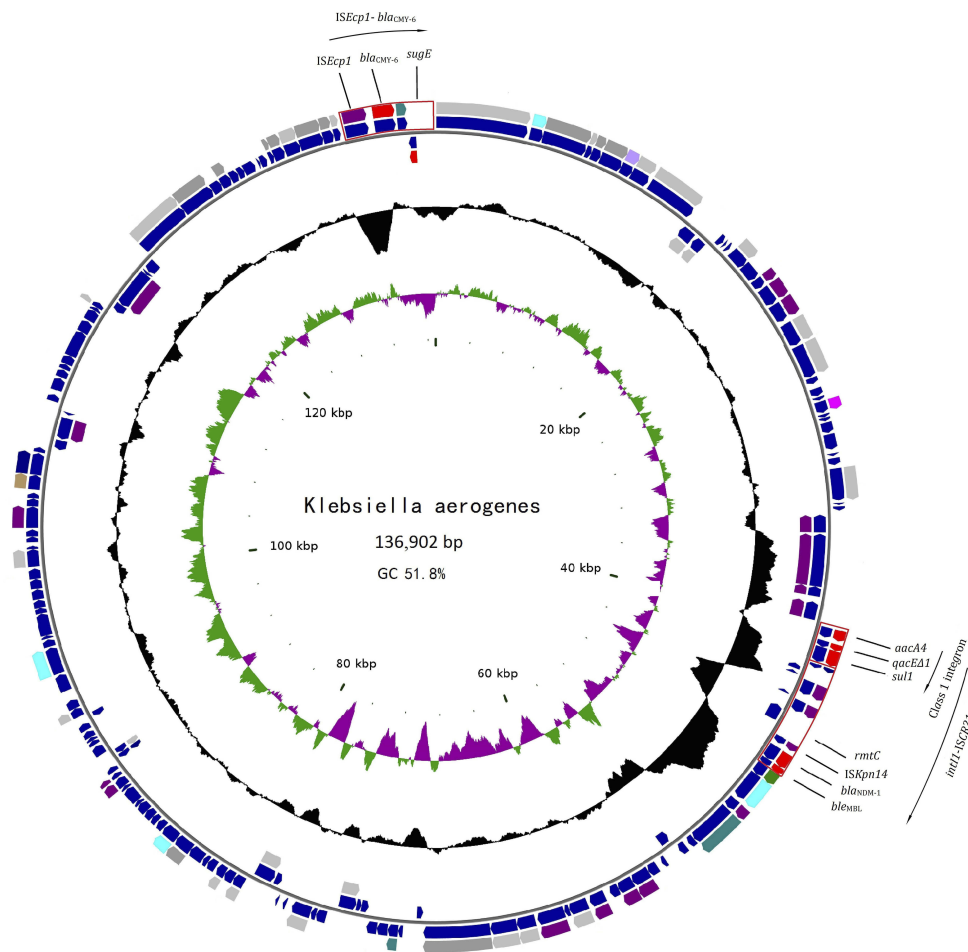 ISEcp1- blaCMY-6
ISEcp1 blaCMY-6 sugE
120 kbp
20 kbp
Klebsiella aerogenes
136,902 bp
GC 51.8%
100 kbp
40 kbp
80 kbp
60 kbp
aacA4
qacEΔ1
sul1
Class 1 integron
rmtC
ISKpn14
blaNDM-1
bleMBL